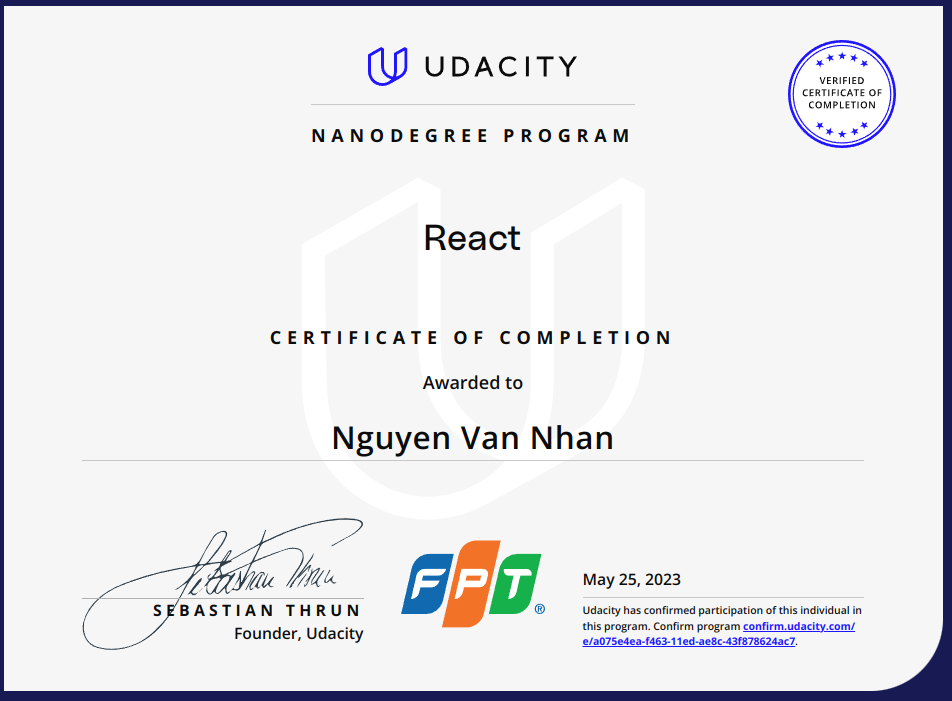 UDACITY
VERIFIED
CERTIFICATE OF
COMPLETION
NANODEGREE PROGRAM
React
CERTIFICATE OF COMPLETION
Awarded to
Nguyen Van Nhan
Sebastian Thrun
SEBASTIAN THRUN
Founder, Udacity
FPT®
May 25, 2023
Udacity has confirmed participation of this individual in
this program. Confirm program confirm.udacity.com/
e/a075e4ea-f463-11ed-ae8c-43f878624ac7.